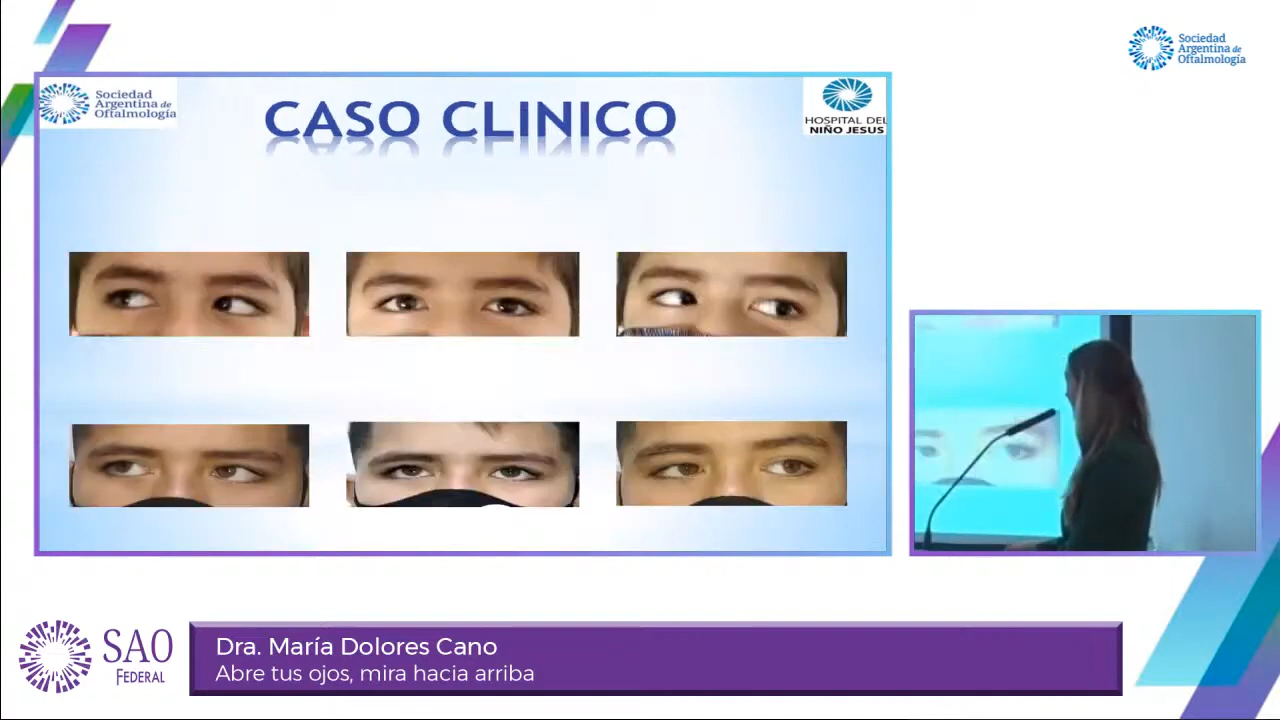 Sociedad
Argentina de
Oftalmología
Sociedad
Argentina de
Oftalmología
CASO CLINICO
HOSPITAL DEL
NIÑO JESUS
SAO
FEDERAL
Dra. María Dolores Cano
Abre tus ojos, mira hacia arriba